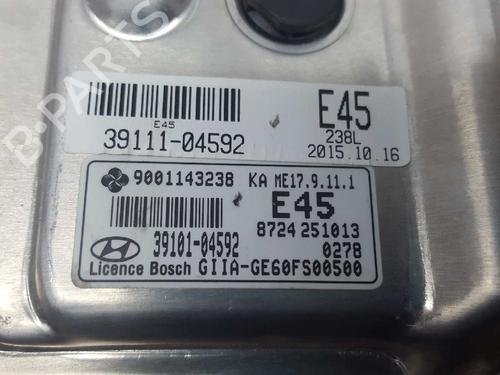 E45
E45
238L
39111-04592
2015.10.16
9001143238 KA ME17.9.11.1
E45
8724 251013
39101-04592
0278
Licence Bosch GIIA-GE60FS00500
B-PARTS